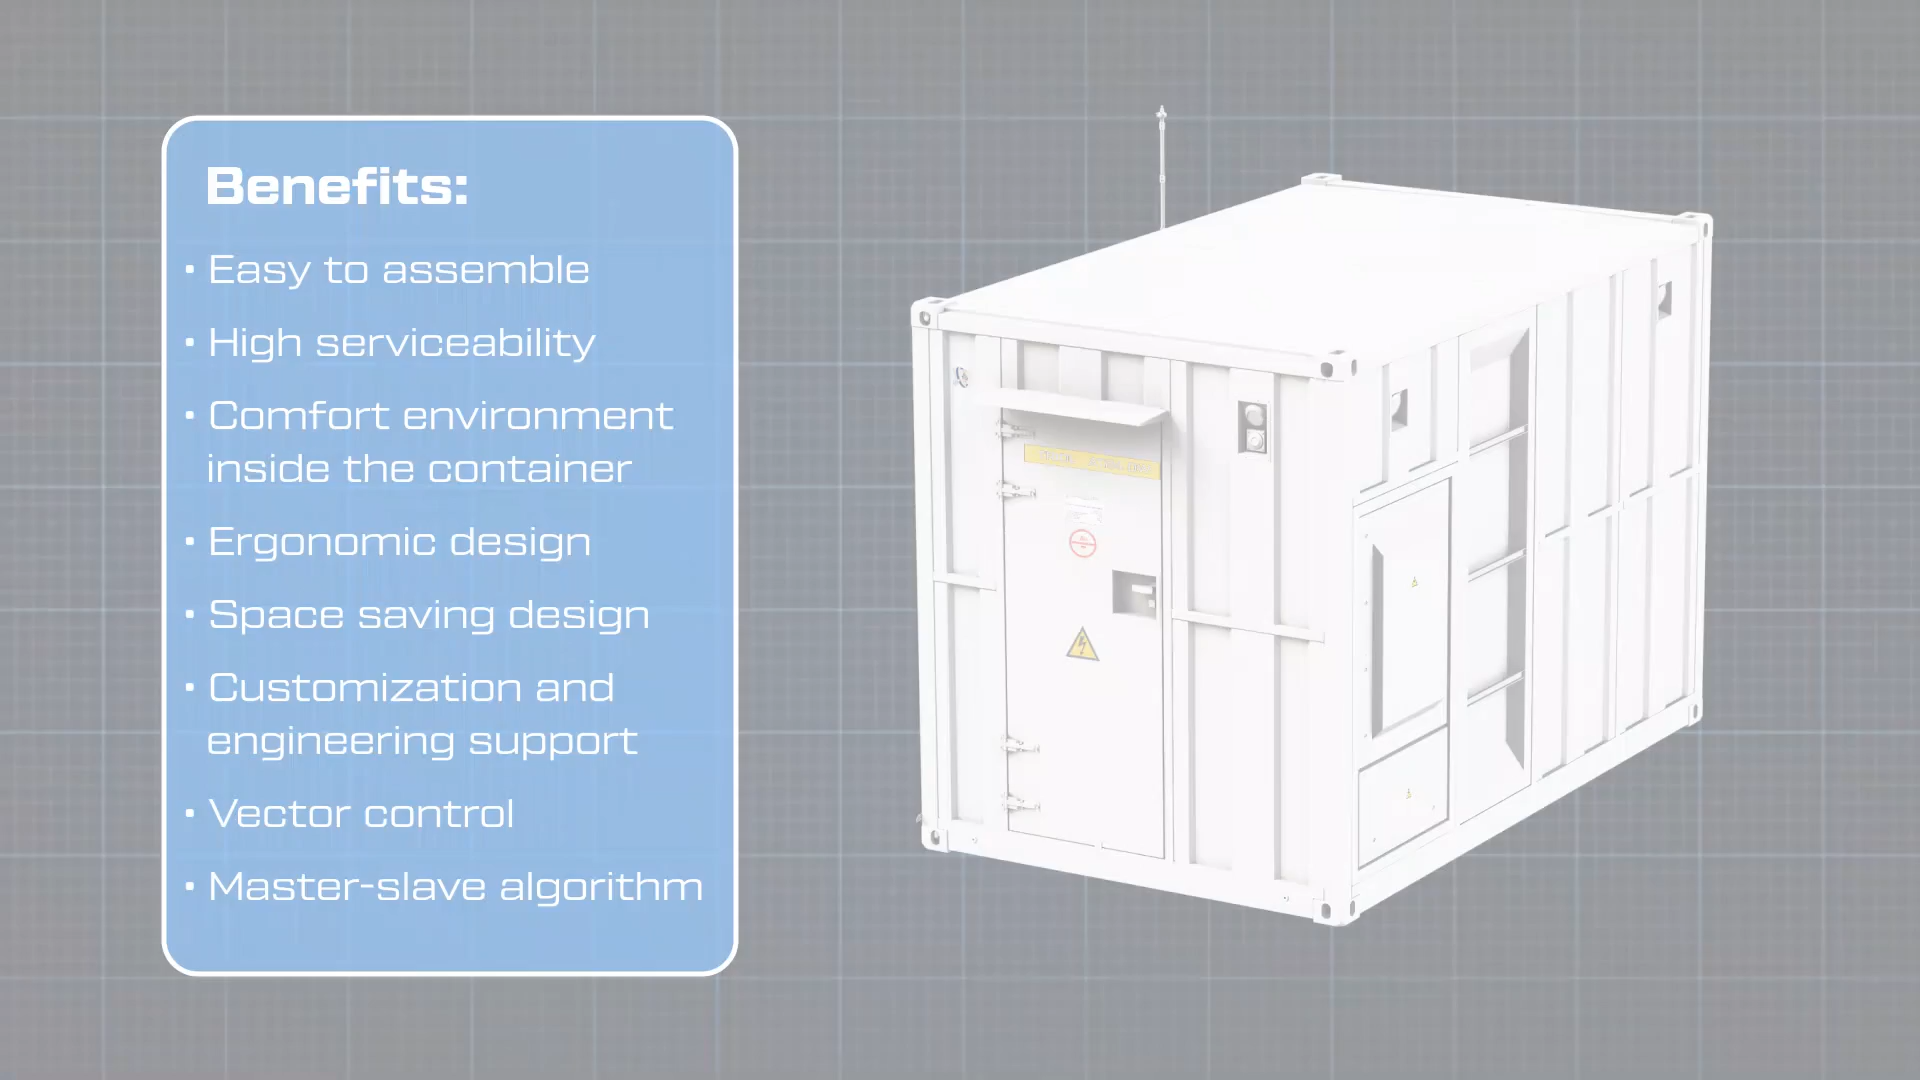 Benefits:
• Easy to assemble
• High serviceability
• Comfort environment
inside the container
• Ergonomic design
• Space saving design
• Customization and
engineering support
• Vector control
• Master-slave algorithm